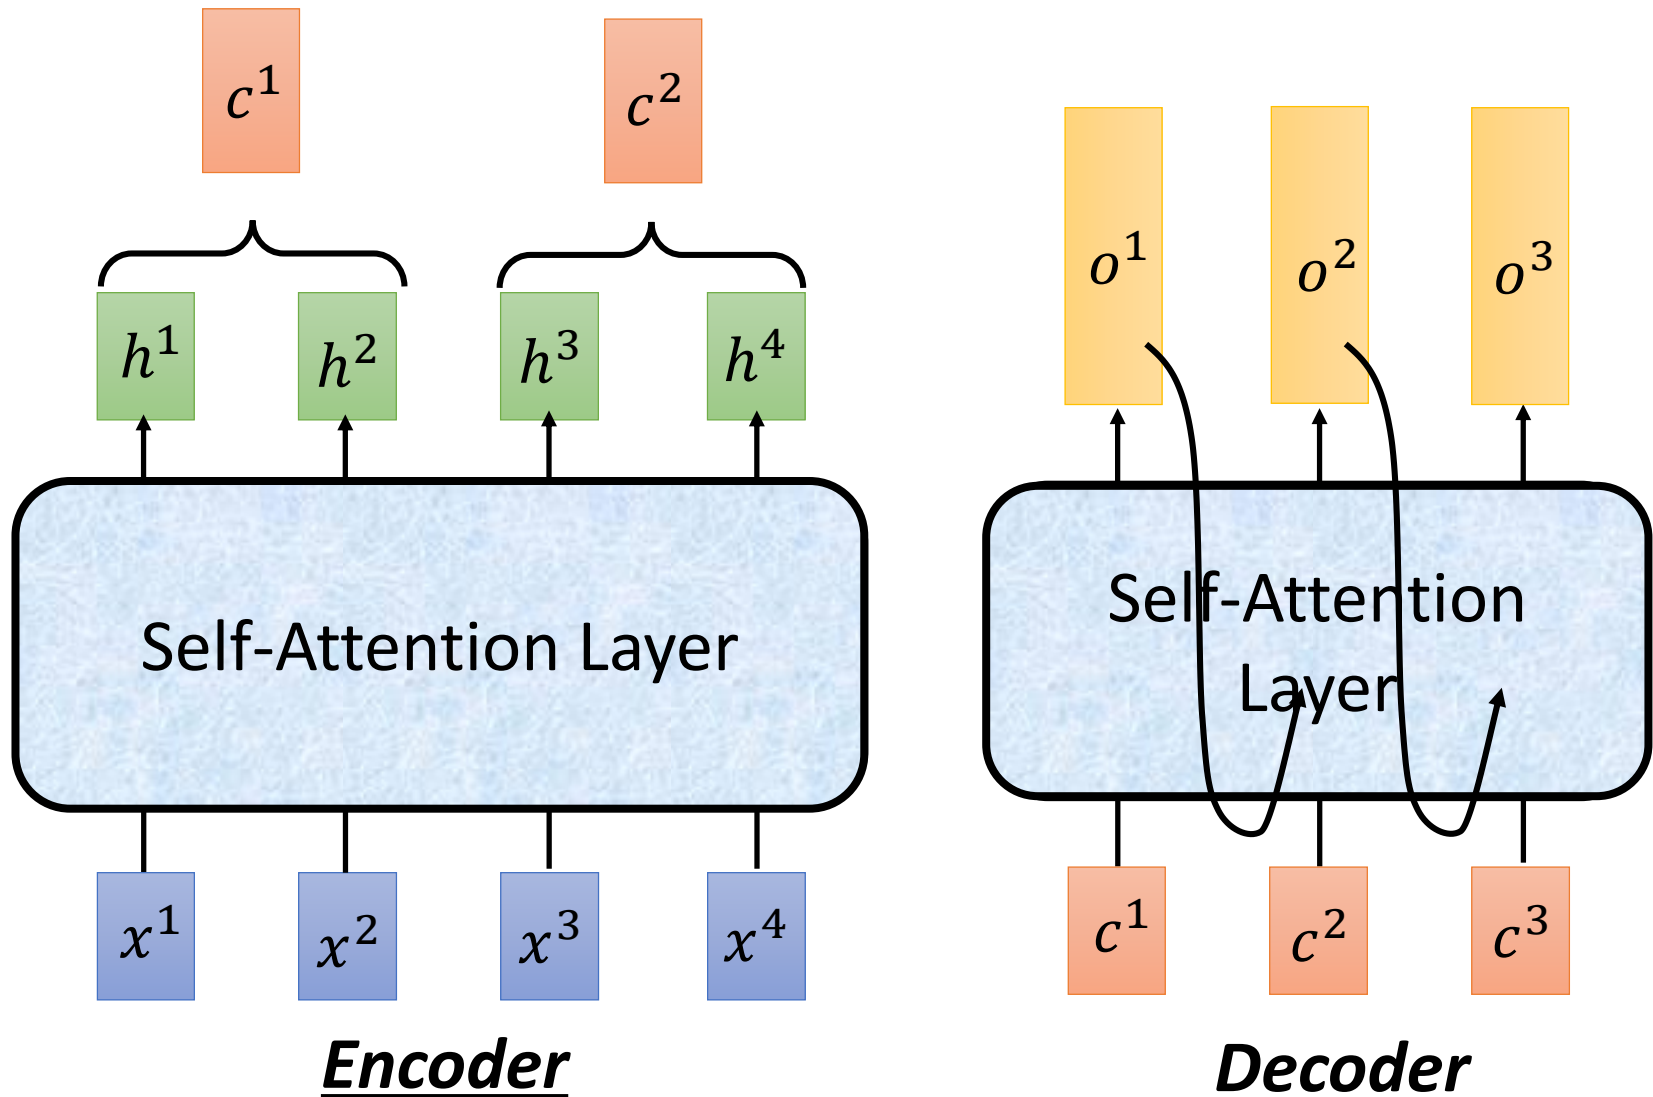 c¹
c²
h¹
h²
h³
h⁴
Self-Attention Layer
x¹
x²
x³
x⁴
Encoder
o¹
o²
o³
Self-Attention
Layer
c¹
c²
c³
Decoder